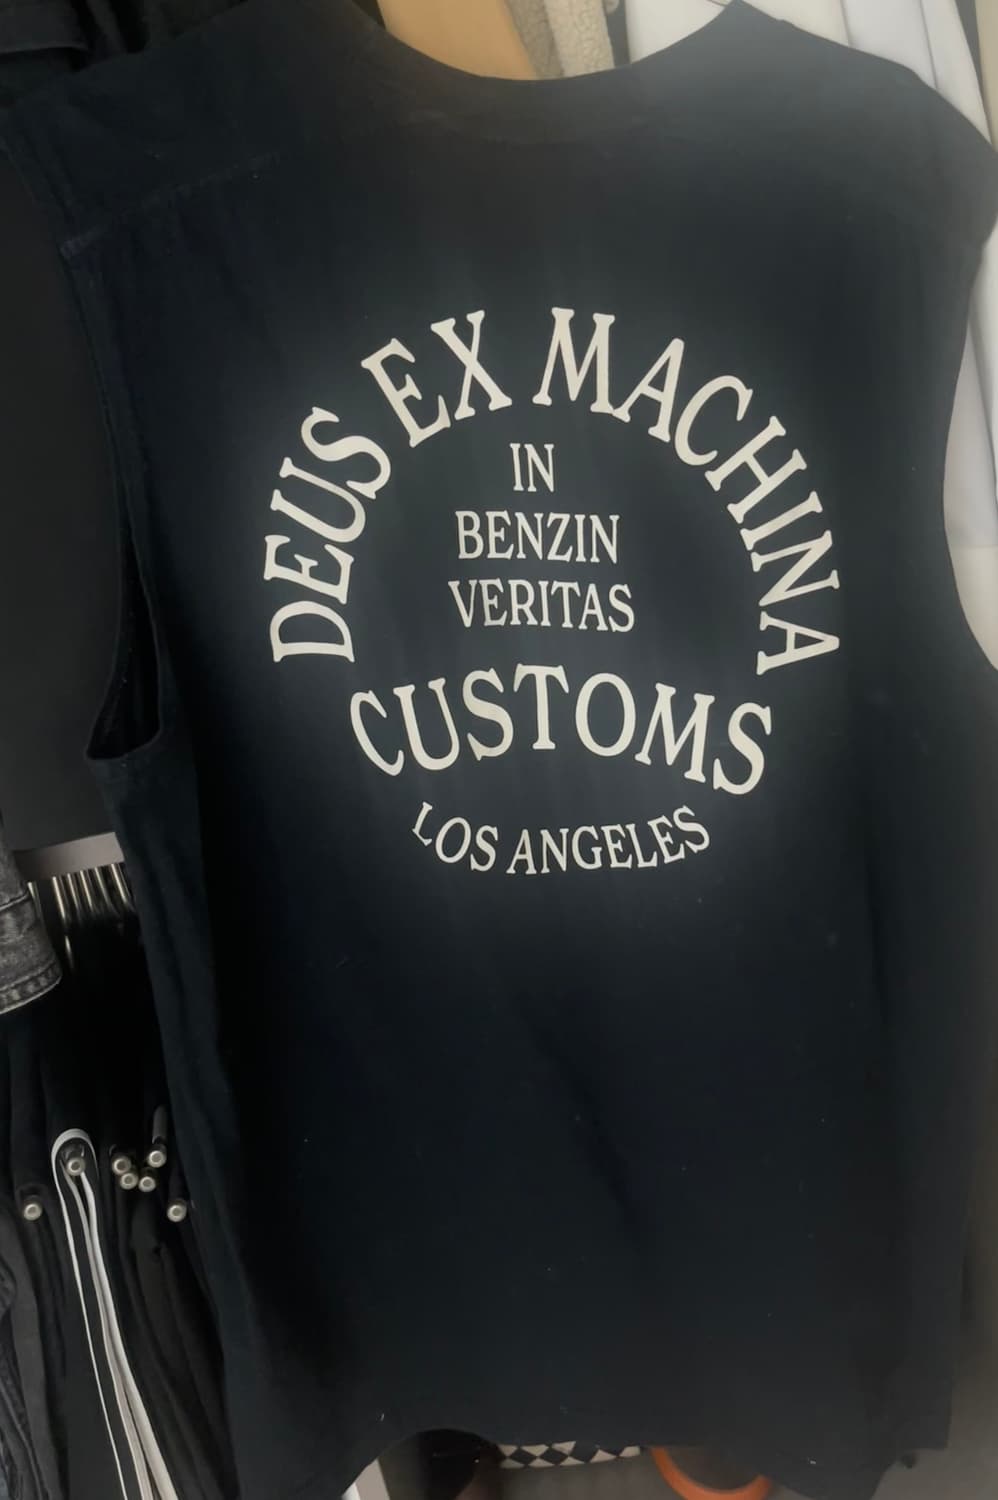 DEUS EX MACHINA
IN
BENZIN
VERITAS
CUSTOMS
LOS ANGELES